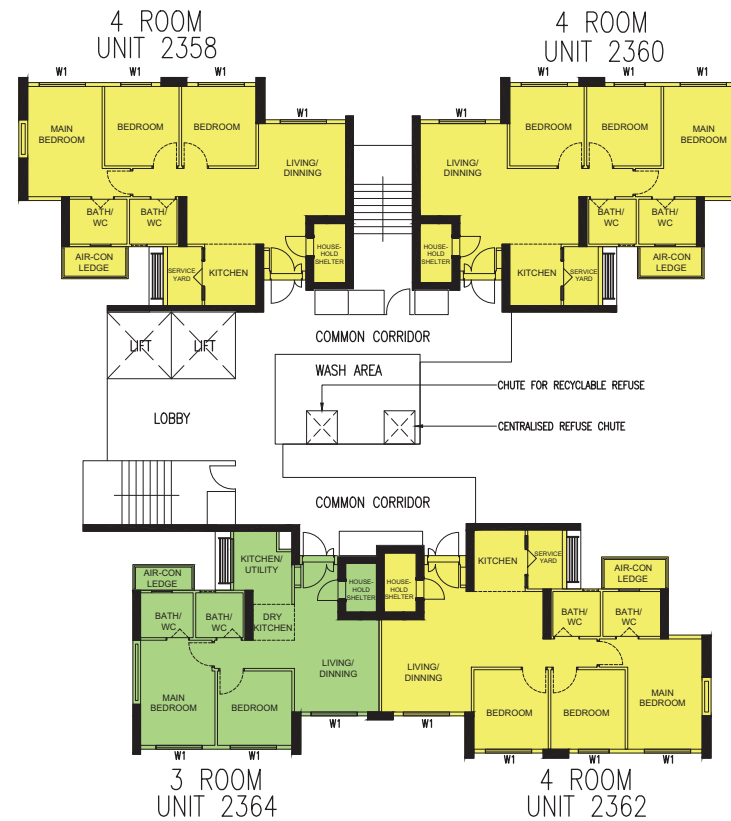 4 ROOM
UNIT 2358
4 ROOM
UNIT 2360
W1
W1
W1
W1
W1
W1
W1
W1
MAIN
BEDROOM
BEDROOM
BEDROOM
LIVING/
DINNING
BATH/
WC
BATH/
WC
AIR-CON
LEDGE
SERVICE
YARD
KITCHEN
HOUSE-
HOLD
SHELTER
LIVING/
DINNING
BEDROOM
BEDROOM
MAIN
BEDROOM
BATH/
WC
BATH/
WC
HOUSE-
HOLD
SHELTER
KITCHEN
SERVICE
YARD
AIR-CON
LEDGE
LIFT
LIFT
COMMON CORRIDOR
WASH AREA
CHUTE FOR RECYCLABLE REFUSE
LOBBY
CENTRALISED REFUSE CHUTE
COMMON CORRIDOR
AIR-CON
LEDGE
KITCHEN/
UTILITY
HOUSE-
HOLD
SHELTER
BATH/
WC
BATH/
WC
DRY
KITCHEN
LIVING/
DINNING
MAIN
BEDROOM
BEDROOM
HOUSE-
HOLD
SHELTER
KITCHEN
SERVICE
YARD
AIR-CON
LEDGE
BATH/
WC
BATH/
WC
LIVING/
DINNING
BEDROOM
BEDROOM
MAIN
BEDROOM
W1
W1
W1
W1
W1
W1
W1
W1
3 ROOM
UNIT 2364
4 ROOM
UNIT 2362